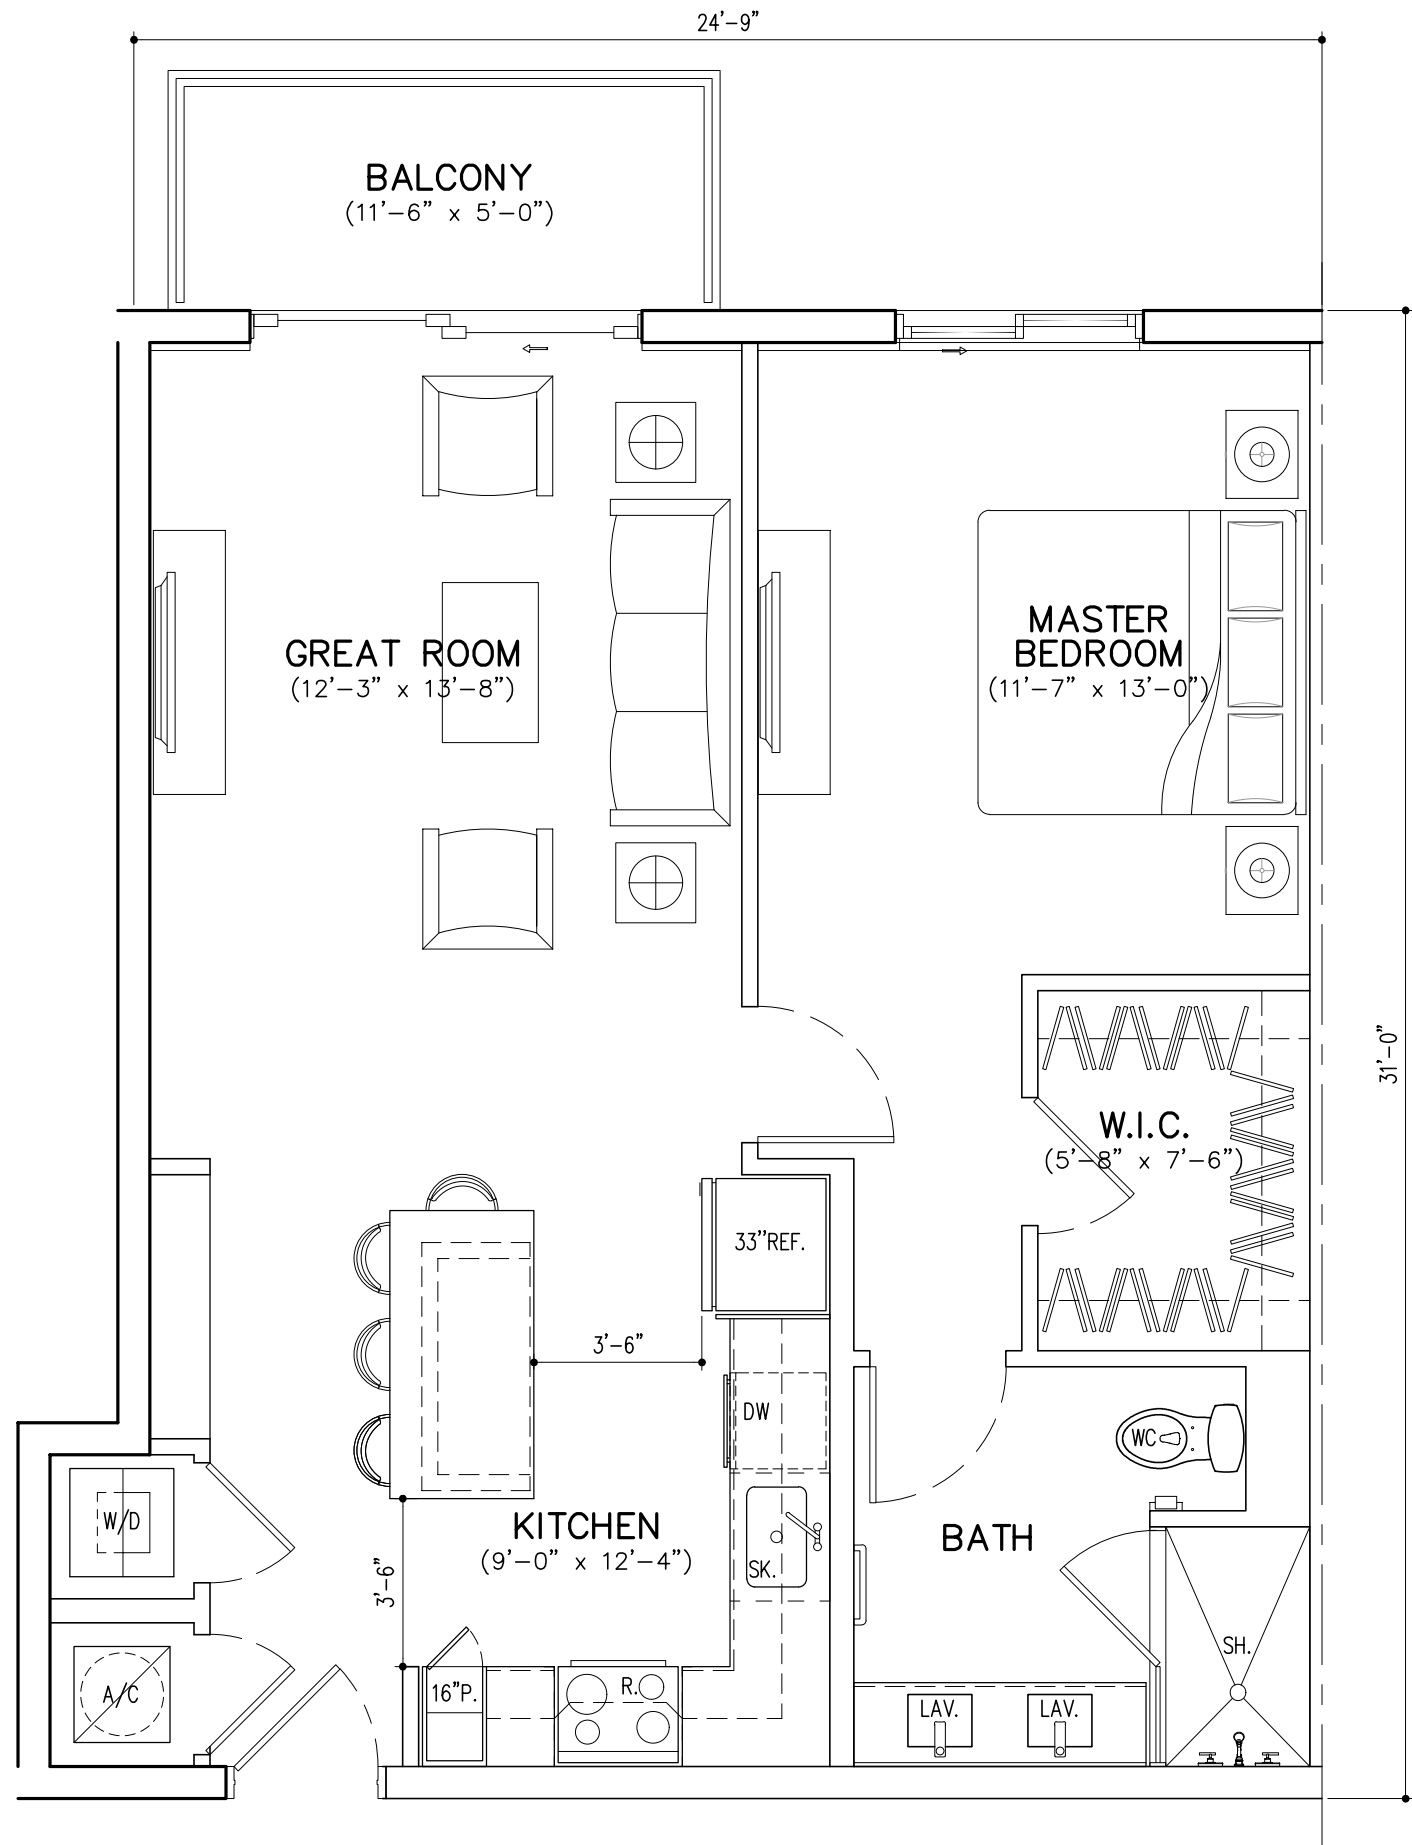 24'-9"
BALCONY
(11'-6" x 5'-0")
GREAT ROOM
(12'-3" x 13'-8")
MASTER
BEDROOM
(11'-7" x 13'-0")
31'-0"
W.I.C.
(5'-8" x 7'-6")
33"REF.
3'-6"
DW
WC
W/D
KITCHEN
(9'-0" x 12'-4")
BATH
SK.
3'-6"
SH.
A/C
16"P.
R.
LAV.
LAV.